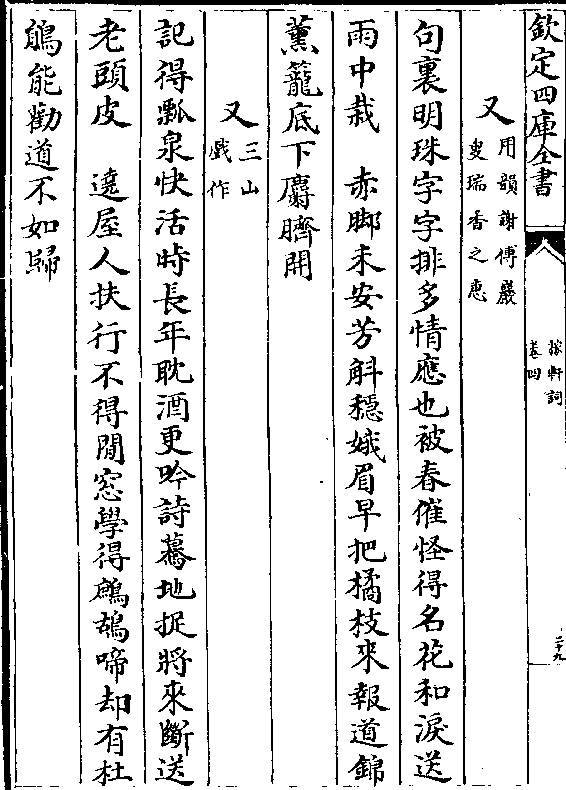 欽定四庫全書
稼軒詞
卷四
二十九
又用韻謝傅巖
叟瑞香之惠
句裏明珠字字排多情應也被春催怪得名花和淚送
雨中栽　赤脚未安芳斛穩娥眉早把橘枝來報道錦
薰籠底下麝臍開
又三山
戲作
記得瓢泉快活時長年耽酒更吟詩驀地捉將來斷送
老頭皮　遶屋人扶行不得閒窓學得鷓鴣啼却有杜
鵑能勸道不如歸